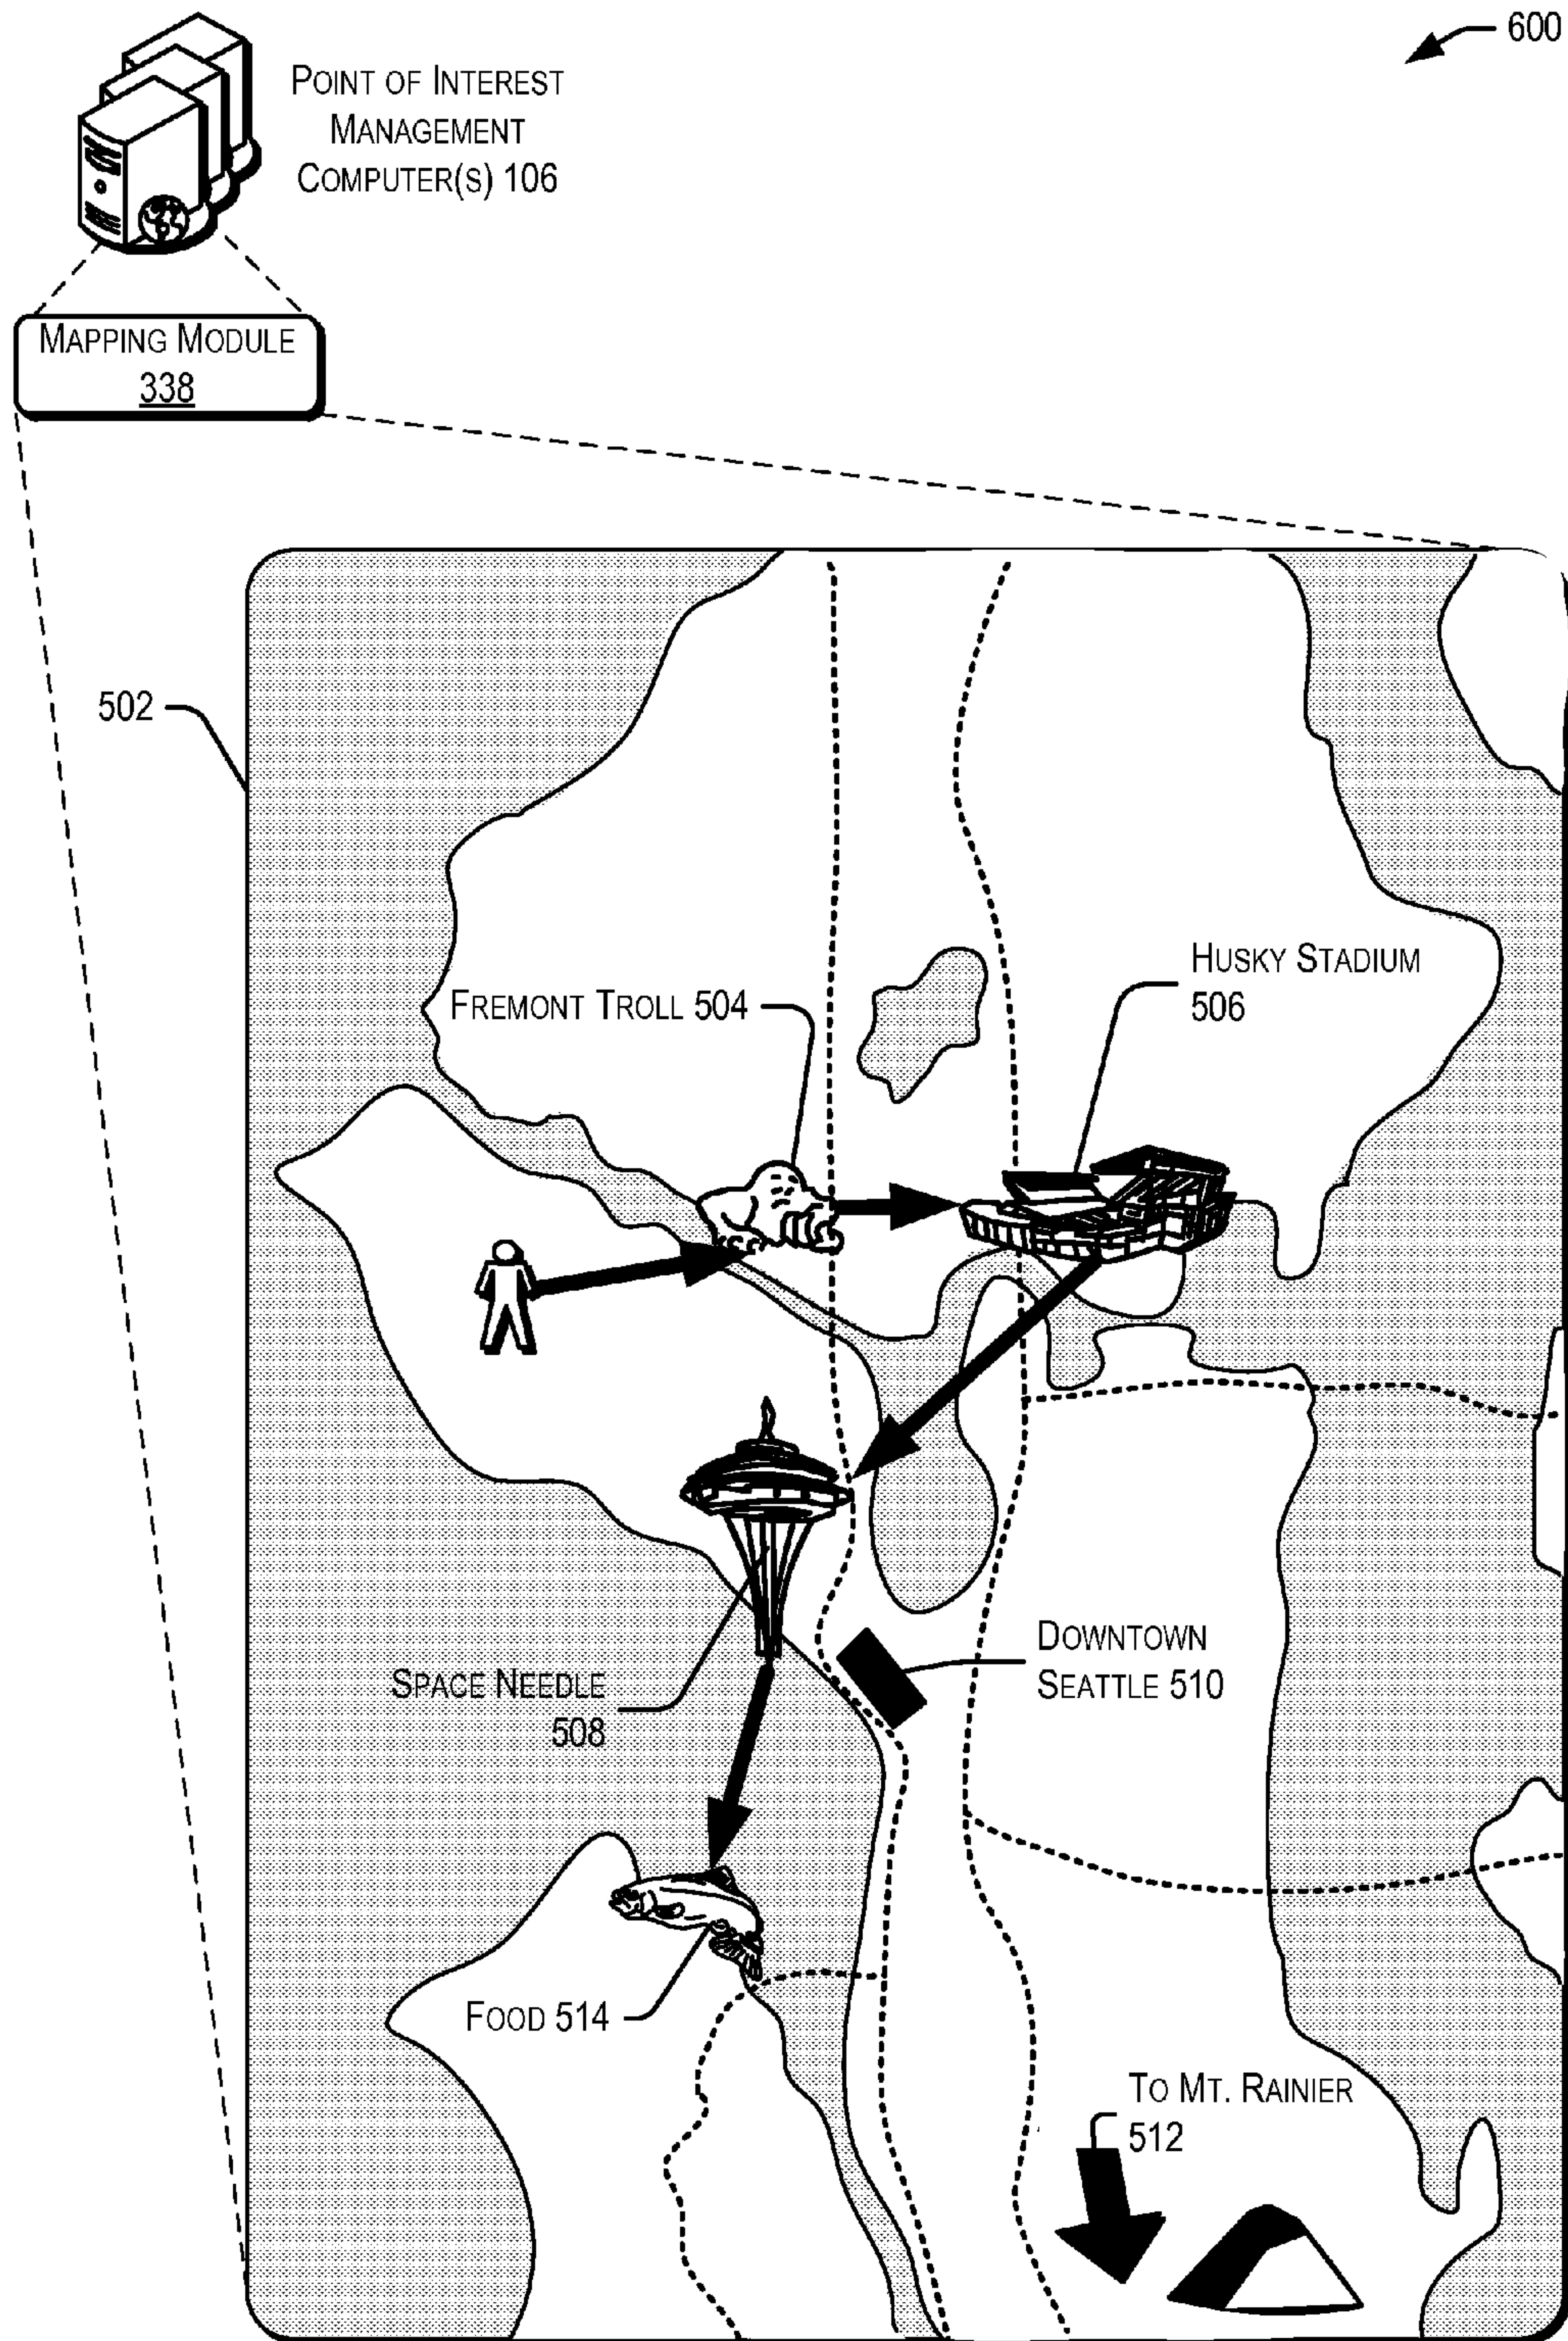 600
Point of Interest
Management
Computer(s) 106
Mapping Module
338
502
Husky Stadium
506
Fremont Troll 504
Downtown
Seattle 510
Space Needle
508
Food 514
To Mt. Rainier
512